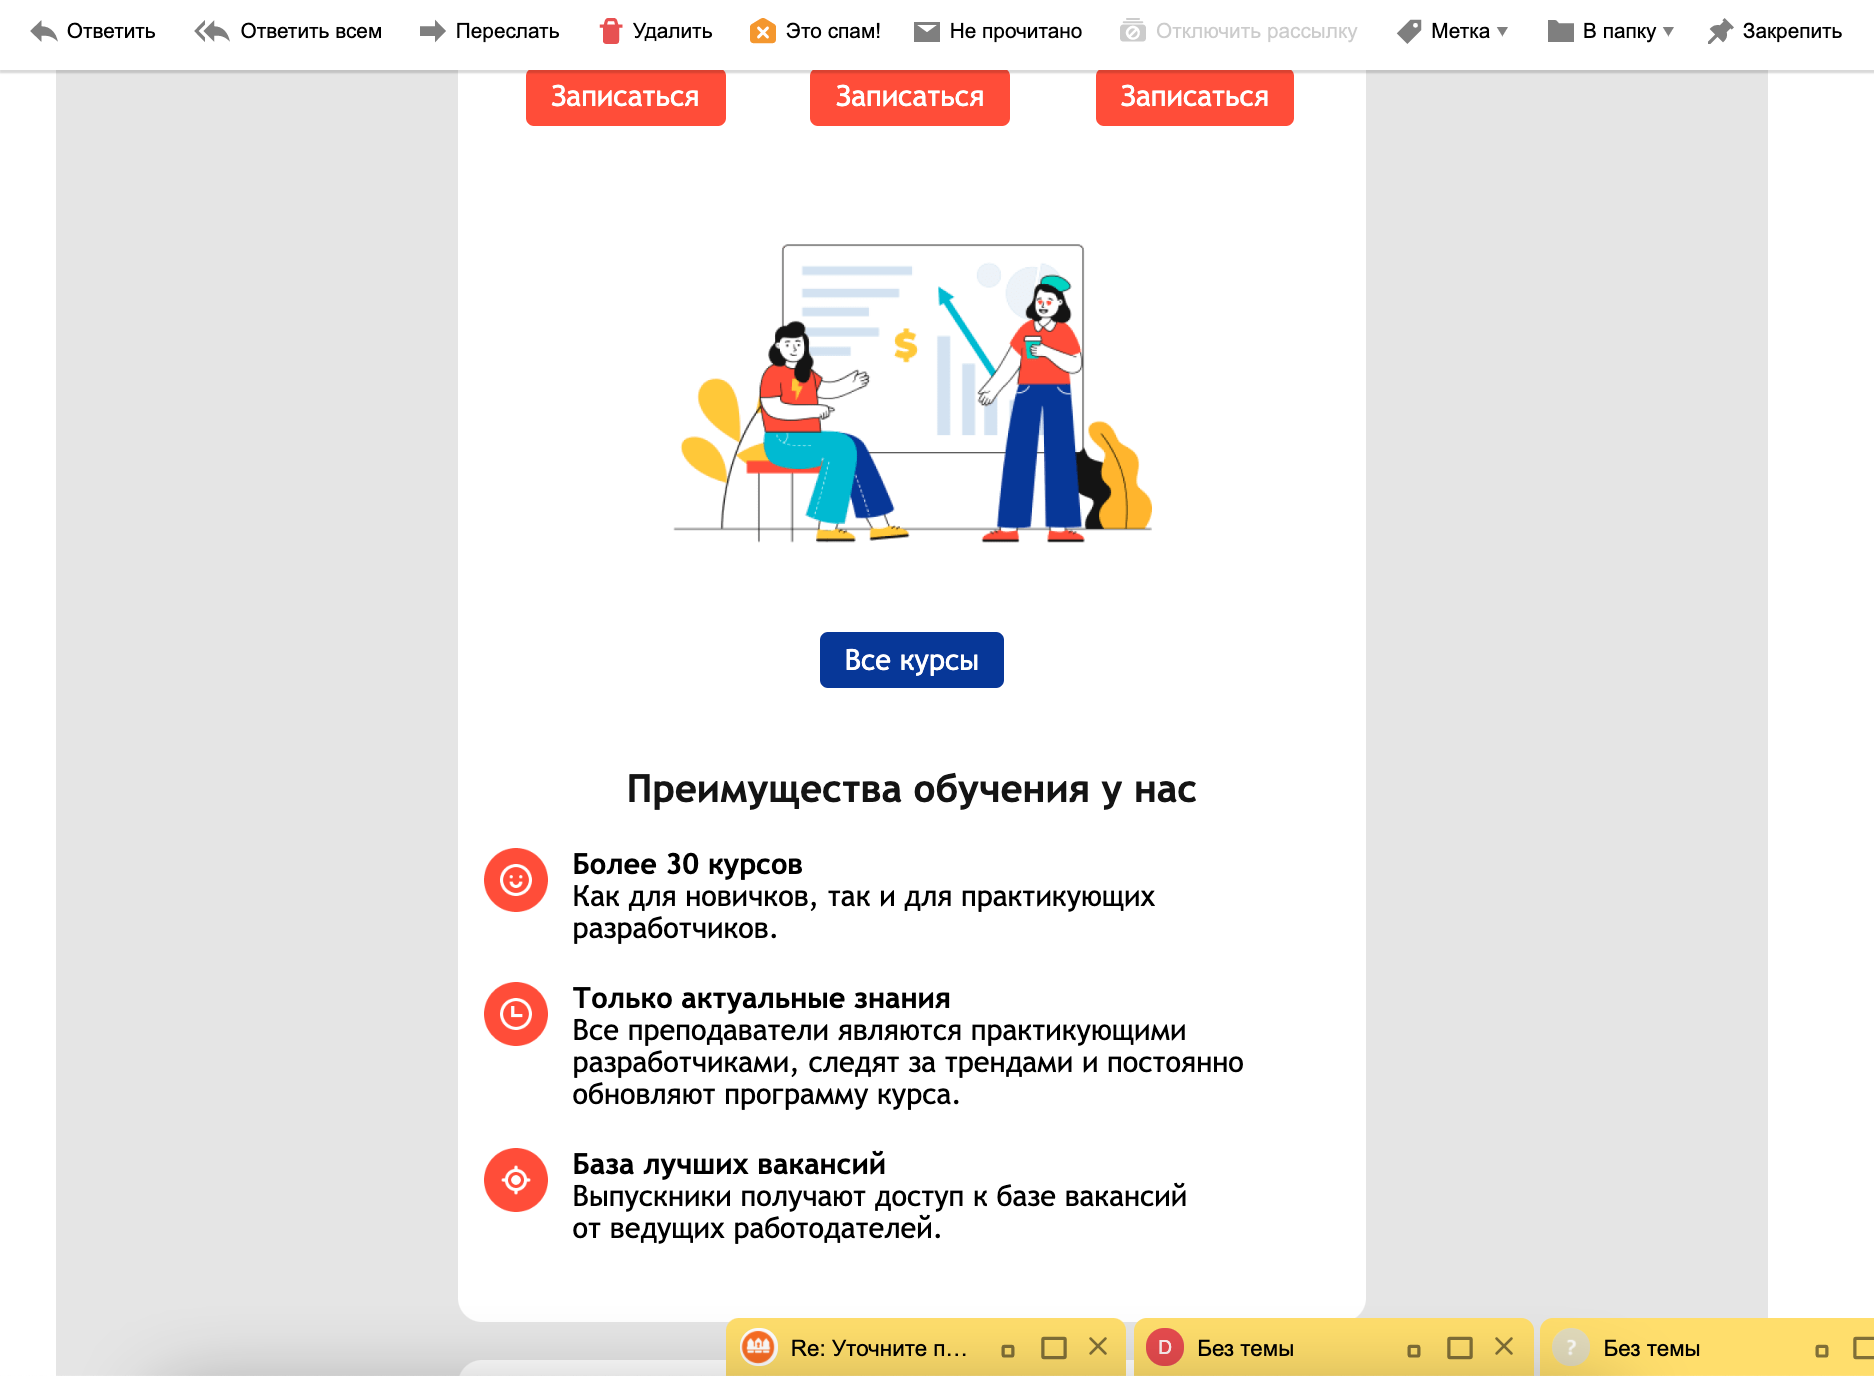 Ответить Ответить всем Переслать Удалить Это спам! Не прочитано Отключить рассылку Метка В папку Закрепить
Записаться Записаться Записаться
$
Все курсы
Преимущества обучения у нас
Более 30 курсов
Как для новичков, так и для практикующих
разработчиков.
Только актуальные знания
Все преподаватели являются практикующими
разработчиками, следят за трендами и постоянно
обновляют программу курса.
База лучших вакансий
Выпускники получают доступ к базе вакансий
от ведущих работодателей.
Re: Уточните п... D Без темы ? Без темы